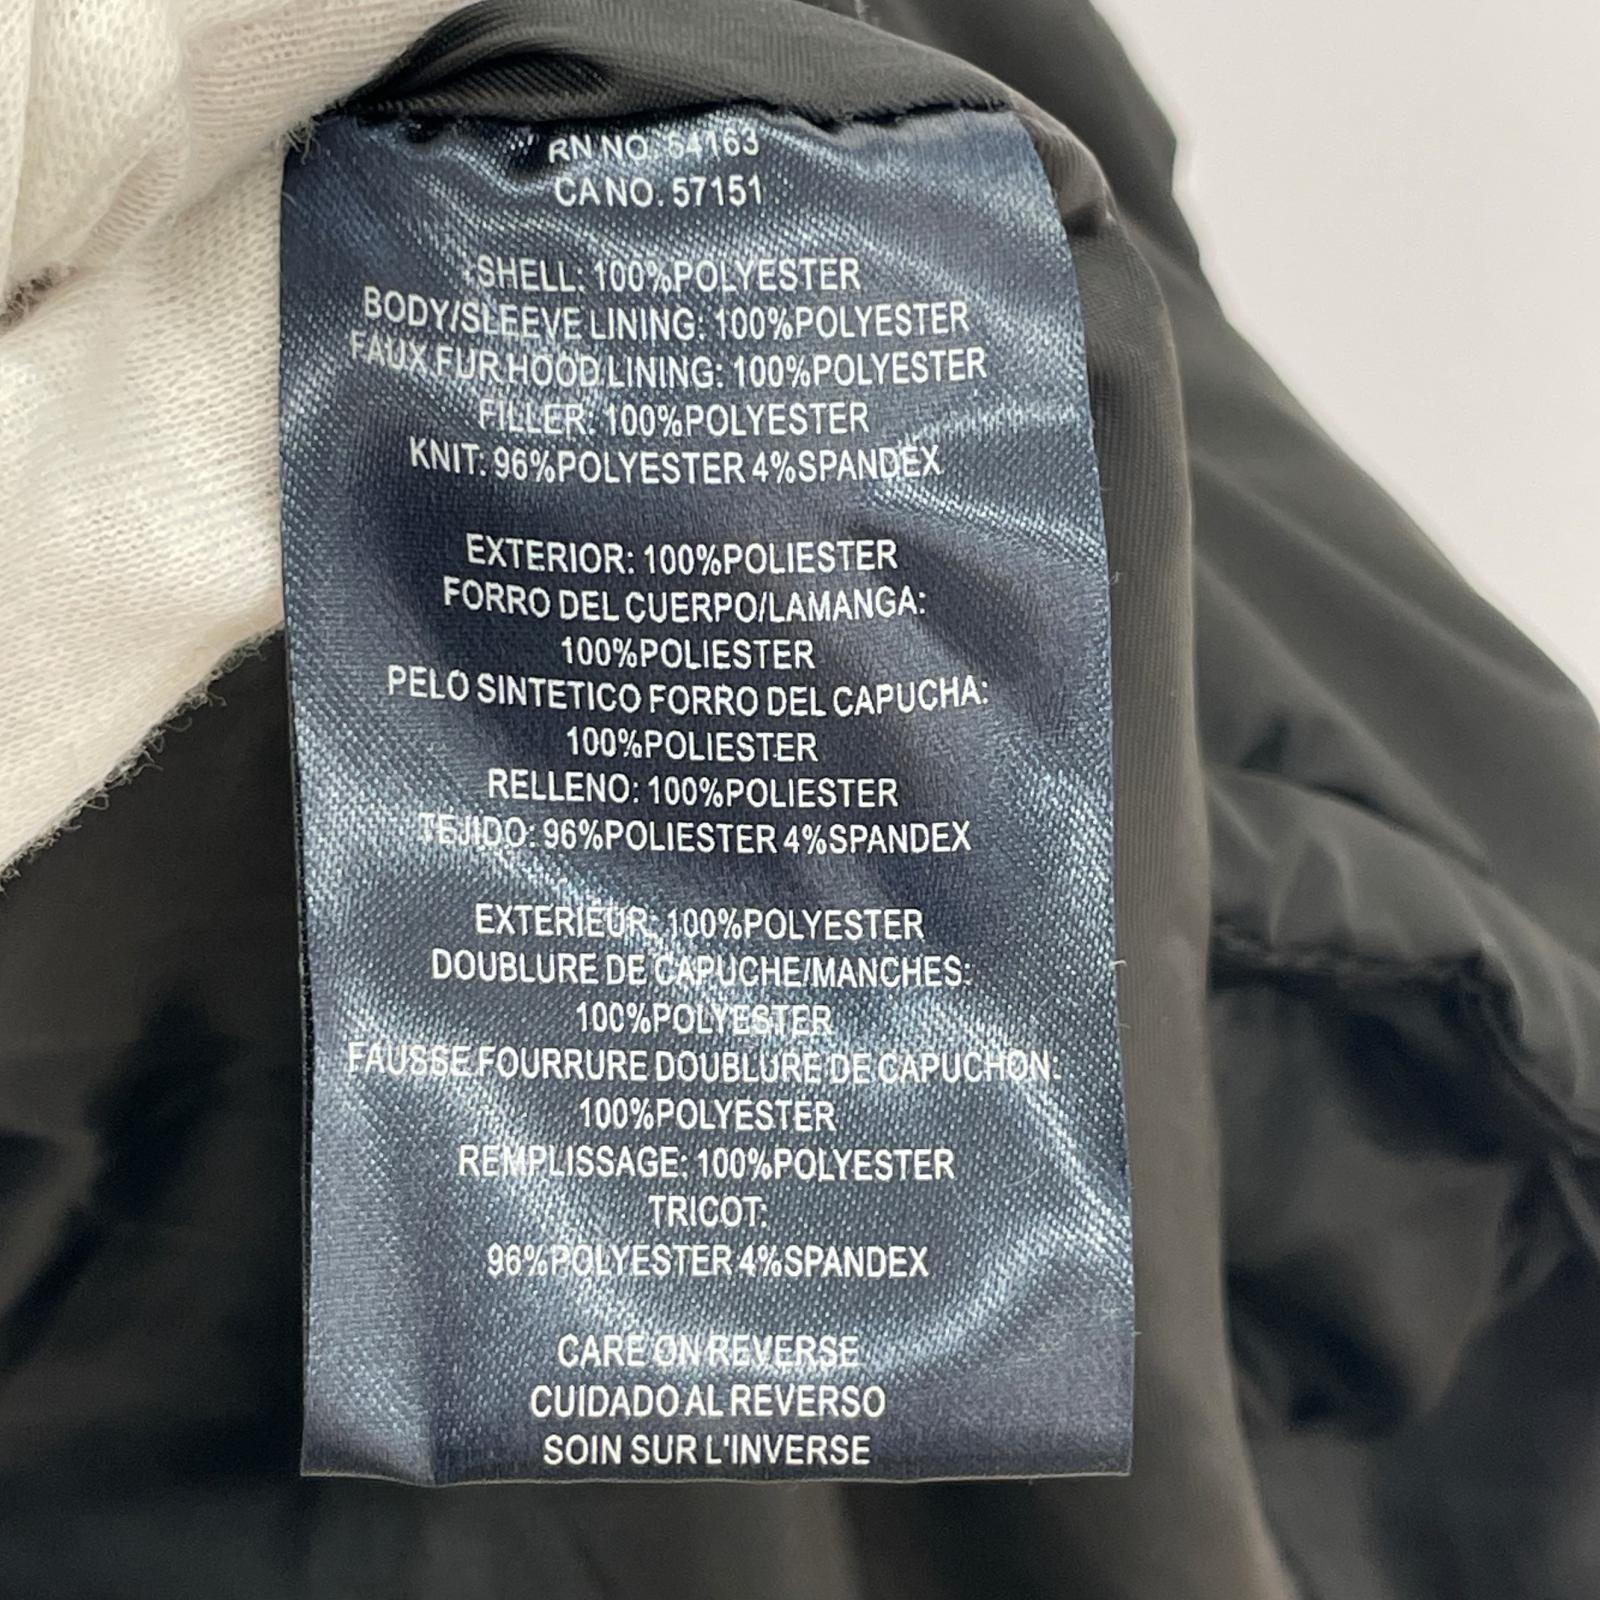 RN NO. 54163
CA NO. 57151
SHELL: 100%POLYESTER
BODY/SLEEVE LINING: 100%POLYESTER
FAUX FUR HOOD LINING: 100%POLYESTER
FILLER: 100%POLYESTER
KNIT: 96%POLYESTER 4%SPANDEX
EXTERIOR: 100%POLIESTER
FORRO DEL CUERPO/LAMANGA:
100%POLIESTER
PELO SINTETICO FORRO DEL CAPUCHA:
100%POLIESTER
RELLENO: 100%POLIESTER
TEJIDO: 96%POLIESTER 4%SPANDEX
EXTERIEUR: 100%POLYESTER
DOUBLURE DE CAPUCHE/MANCHES:
100%POLYESTER
FAUSSE FOURRURE DOUBLURE DE CAPUCHON:
100%POLYESTER
REMPLISSAGE: 100%POLYESTER
TRICOT:
96%POLYESTER 4%SPANDEX
CARE ON REVERSE
CUIDADO AL REVERSO
SOIN SUR L'INVERSE